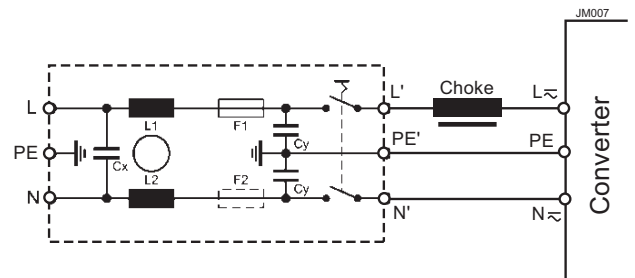 JM007
L
L1
F1
L'
Choke
L⎓
PE
Cx
Cy
PE'
PE
L2
F2
Cy
N
N'
N⎓
Converter